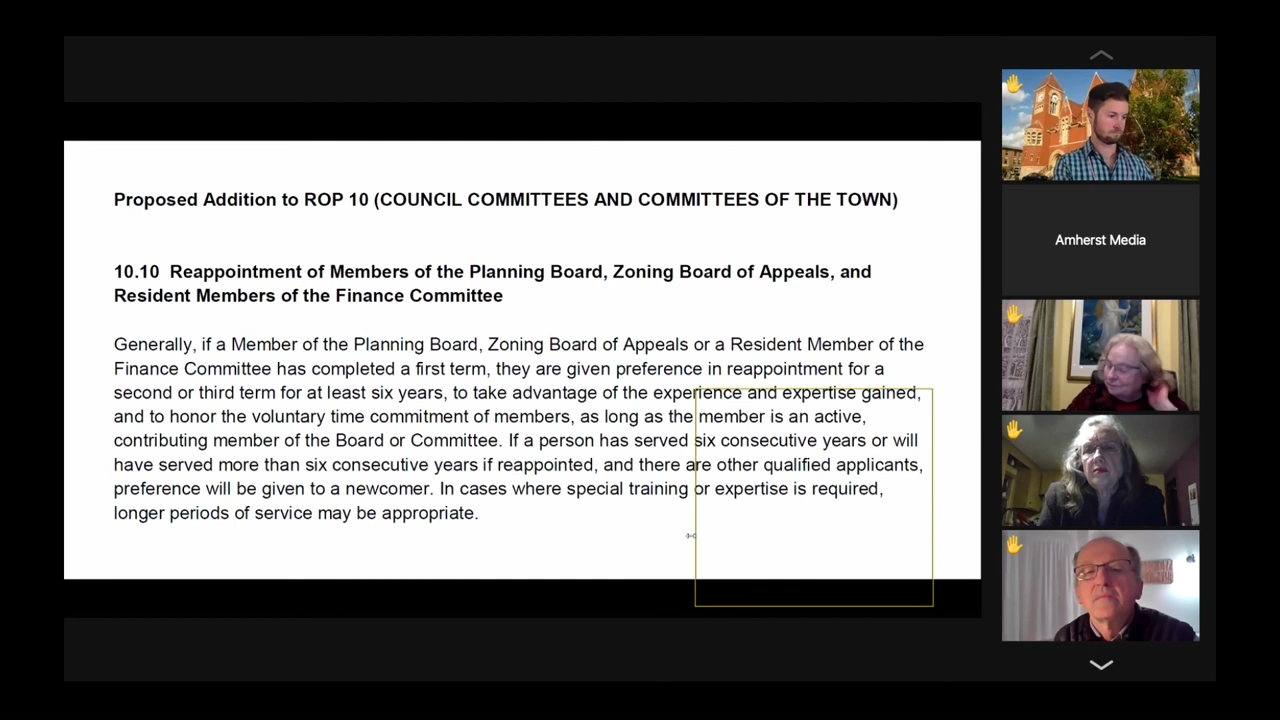 Proposed Addition to ROP 10 (COUNCIL COMMITTEES AND COMMITTEES OF THE TOWN)
10.10 Reappointment of Members of the Planning Board, Zoning Board of Appeals, and
Resident Members of the Finance Committee
Generally, if a Member of the Planning Board, Zoning Board of Appeals or a Resident Member of the
Finance Committee has completed a first term, they are given preference in reappointment for a
second or third term for at least six years, to take advantage of the experience and expertise gained,
and to honor the voluntary time commitment of members, as long as the member is an active,
contributing member of the Board or Committee. If a person has served six consecutive years or will
have served more than six consecutive years if reappointed, and there are other qualified applicants,
preference will be given to a newcomer. In cases where special training or expertise is required,
longer periods of service may be appropriate.
Amherst Media